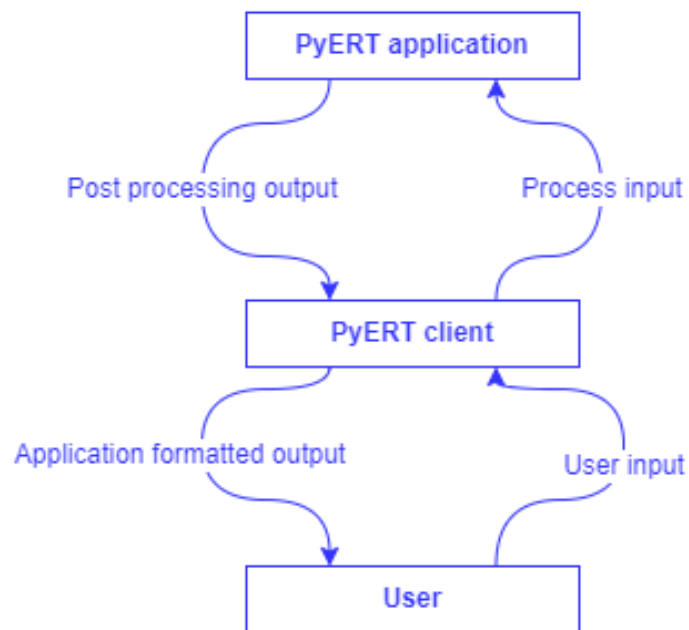 PyERT application
Post processing output
Process input
PyERT client
Application formatted output
User input
User